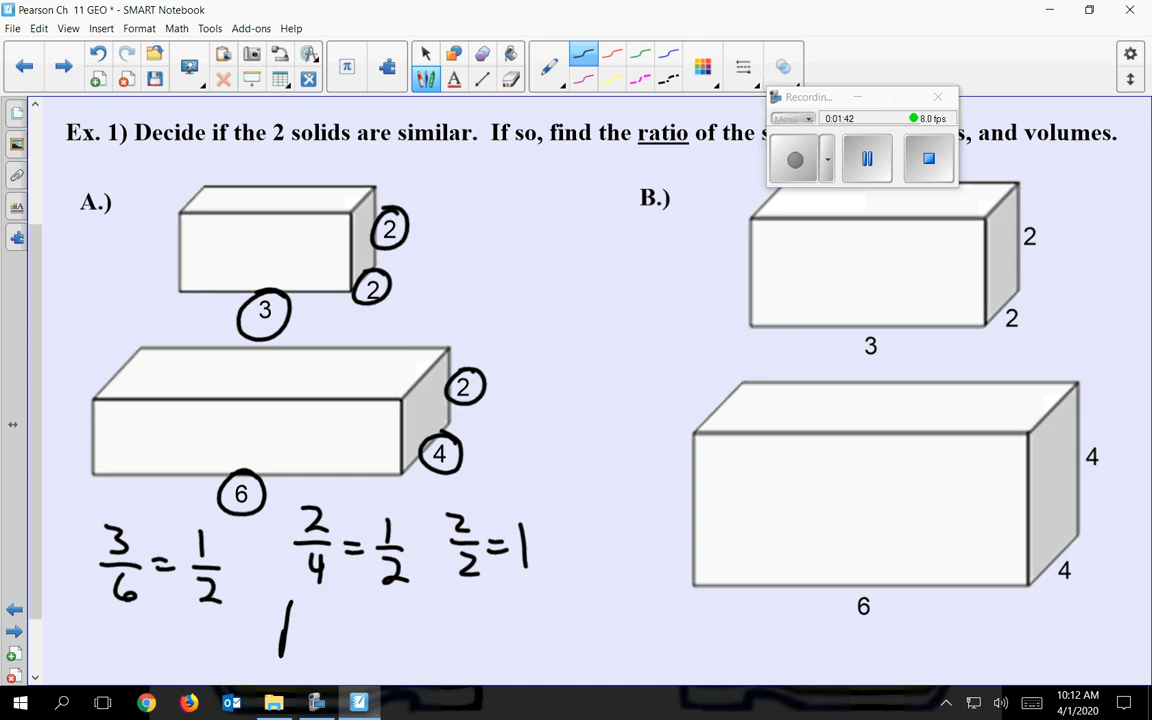 Pearson Ch 11 GEO * - SMART Notebook
File Edit View Insert Format Math Tools Add-ons Help
Recordin...
Menu 0:01:42 8.0 fps
Ex. 1) Decide if the 2 solids are similar. If so, find the ratio of the s s, and volumes.
A.)
2
2
3
2
4
6
3/6 = 1/2 2/4 = 1/2 2/2 = 1
B.)
2
2
3
4
4
6
10:12 AM
4/1/2020